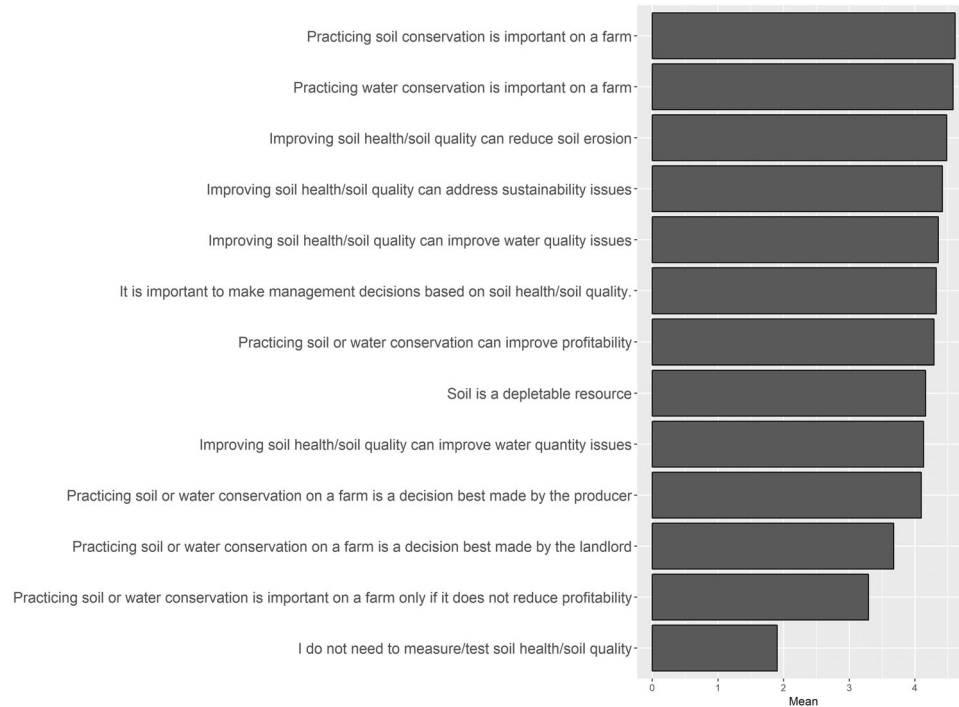 Practicing soil conservation is important on a farm
Practicing water conservation is important on a farm
Improving soil health/soil quality can reduce soil erosion
Improving soil health/soil quality can address sustainability issues
Improving soil health/soil quality can improve water quality issues
It is important to make management decisions based on soil health/soil quality.
Practicing soil or water conservation can improve profitability
Soil is a depletable resource
Improving soil health/soil quality can improve water quantity issues
Practicing soil or water conservation on a farm is a decision best made by the producer
Practicing soil or water conservation on a farm is a decision best made by the landlord
Practicing soil or water conservation is important on a farm only if it does not reduce profitability
I do not need to measure/test soil health/soil quality
0 1 2 3 4
Mean